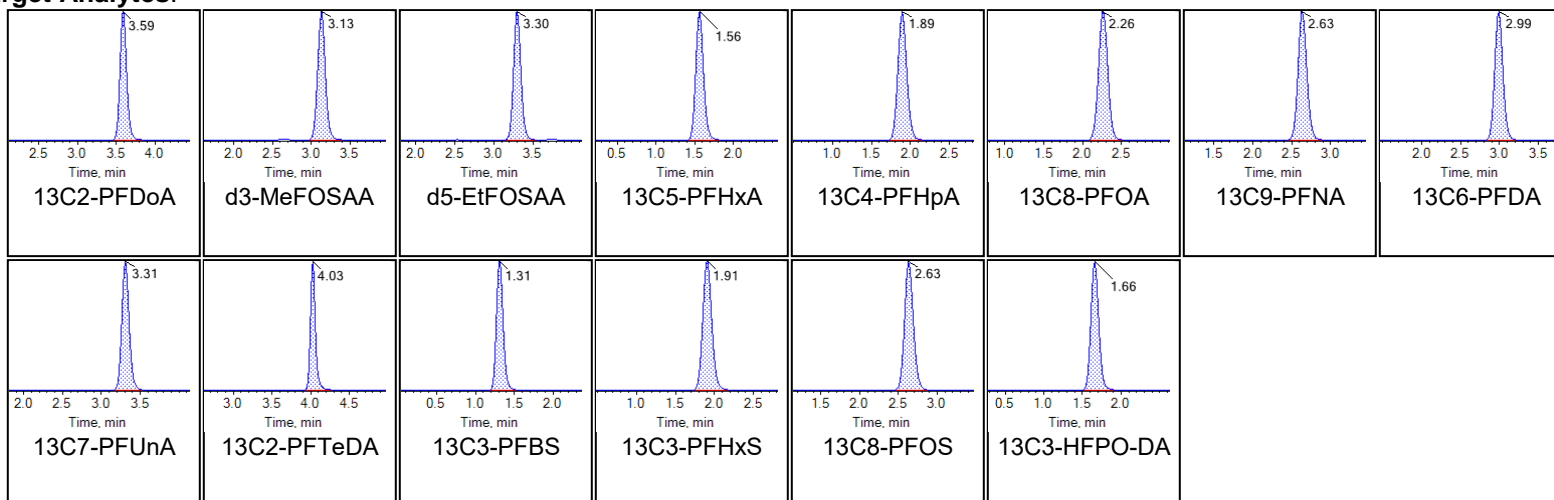 rget Analytes:
3.59 3.13 3.30 1.56 1.89 2.26 2.63 2.99
2.5 3.0 3.5 4.0 2.0 2.5 3.0 3.5 2.0 2.5 3.0 3.5 0.5 1.0 1.5 2.0 1.0 1.5 2.0 2.5 1.0 1.5 2.0 2.5 1.5 2.0 2.5 3.0 2.0 2.5 3.0 3.5
Time, min Time, min Time, min Time, min Time, min Time, min Time, min Time, min
13C2-PFDoA d3-MeFOSAA d5-EtFOSAA 13C5-PFHxA 13C4-PFHpA 13C8-PFOA 13C9-PFNA 13C6-PFDA
3.31 4.03 1.31 1.91 2.63 1.66
2.0 2.5 3.0 3.5 3.0 3.5 4.0 4.5 0.5 1.0 1.5 2.0 1.0 1.5 2.0 2.5 1.5 2.0 2.5 3.0 0.5 1.0 1.5 2.0
Time, min Time, min Time, min Time, min Time, min Time, min
13C7-PFUnA 13C2-PFTeDA 13C3-PFBS 13C3-PFHxS 13C8-PFOS 13C3-HFPO-DA